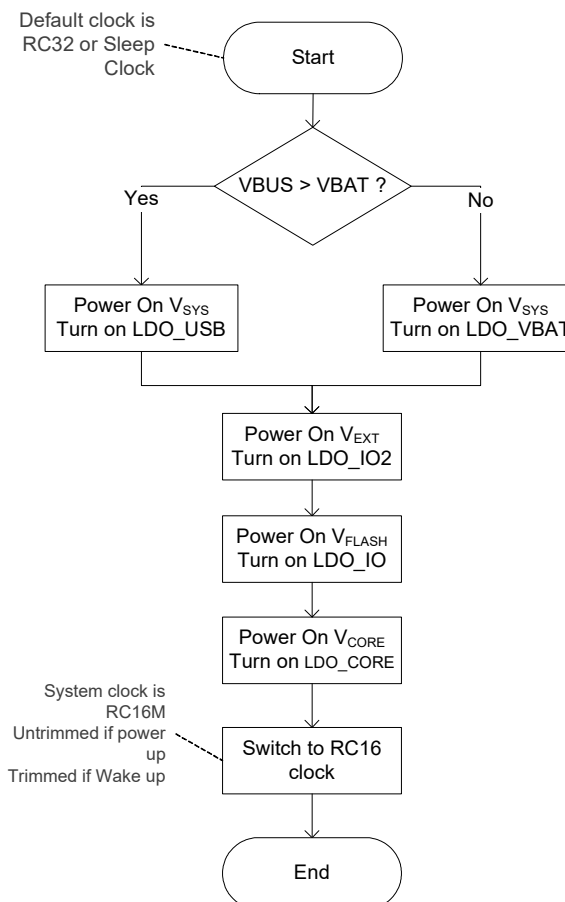 Default clock is
RC32 or Sleep
Clock
Start
VBUS > VBAT ?
Yes
No
Power On VSYS
Turn on LDO_USB
Power On VSYS
Turn on LDO_VBAT
Power On VEXT
Turn on LDO_IO2
Power On VFLASH
Turn on LDO_IO
Power On VCORE
Turn on LDO_CORE
System clock is
RC16M
Untrimmed if power
up
Trimmed if Wake up
Switch to RC16
clock
End